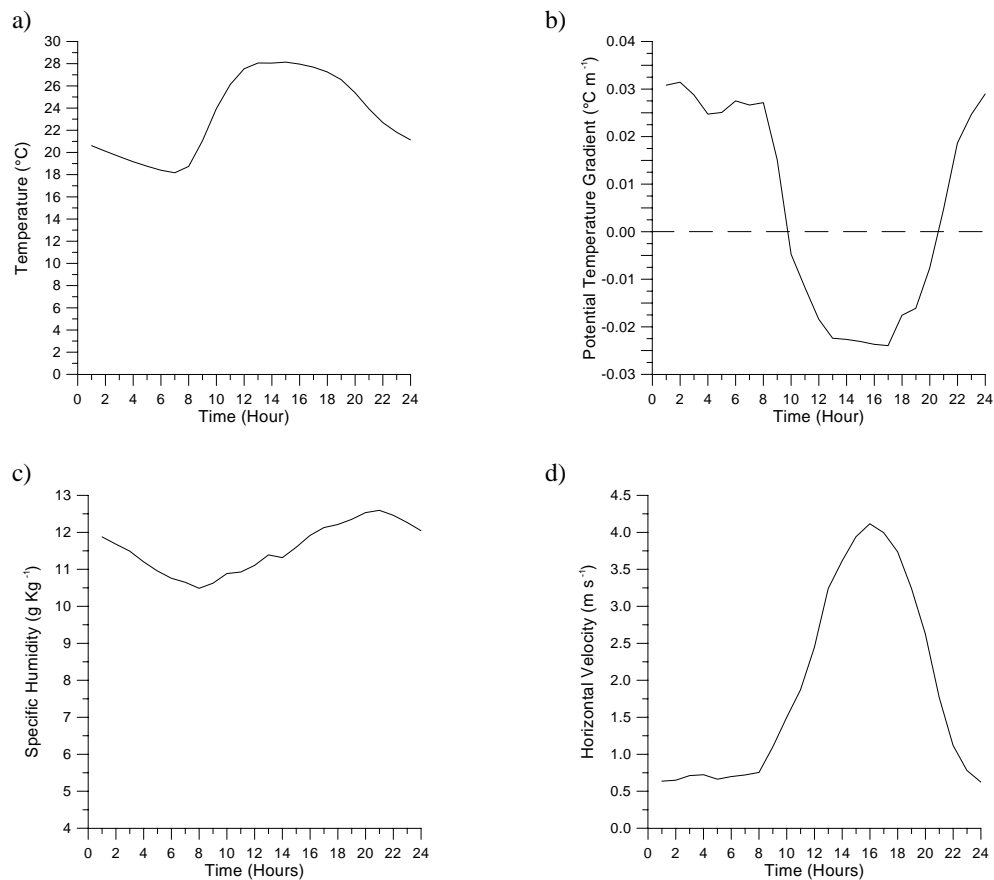 a)
Temperature (°C)
30
28
26
24
22
20
18
16
14
12
10
8
6
4
2
0
0 2 4 6 8 10 12 14 16 18 20 22 24
Time (Hour)
b)
Potential Temperature Gradient (°C m⁻¹)
0.04
0.03
0.02
0.01
0.00
-0.01
-0.02
-0.03
0 2 4 6 8 10 12 14 16 18 20 22 24
Time (Hour)
c)
Specific Humidity (g Kg⁻¹)
13
12
11
10
9
8
7
6
5
4
0 2 4 6 8 10 12 14 16 18 20 22 24
Time (Hours)
d)
Horizontal Velocity (m s⁻¹)
4.5
4.0
3.5
3.0
2.5
2.0
1.5
1.0
0.5
0.0
0 2 4 6 8 10 12 14 16 18 20 22 24
Time (Hours)